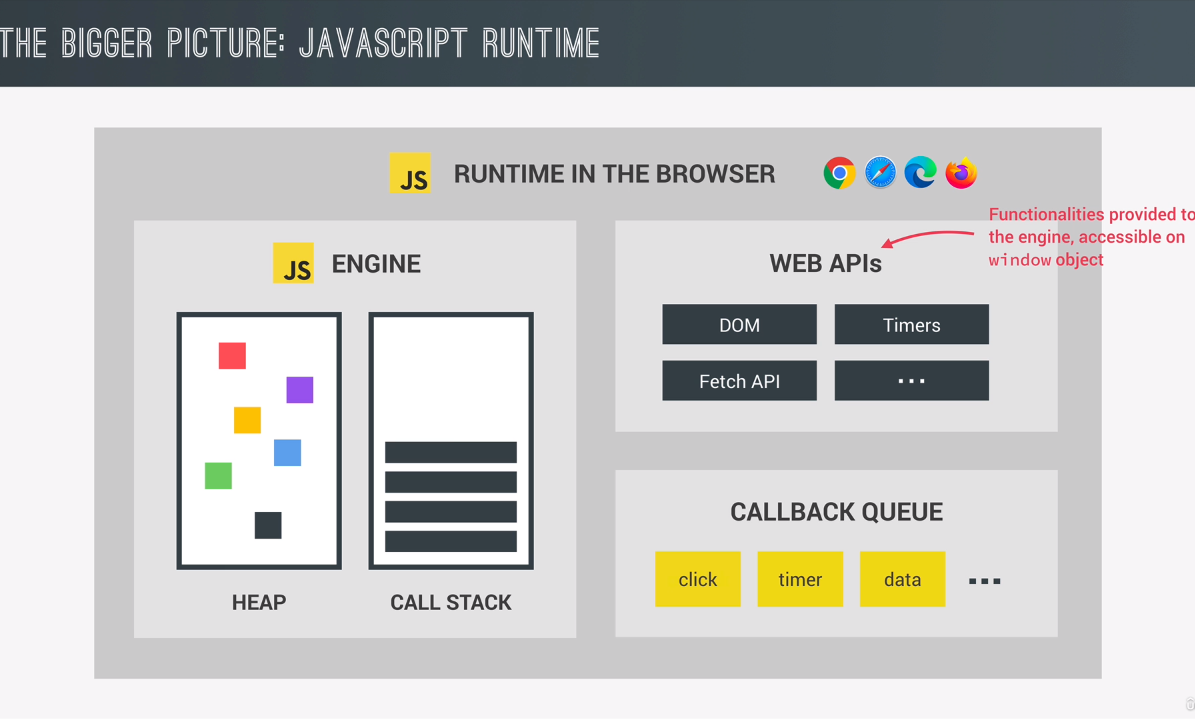 THE BIGGER PICTURE: JAVASCRIPT RUNTIME
JS RUNTIME IN THE BROWSER
Functionalities provided to
the engine, accessible on
window object
JS ENGINE
WEB APIs
DOM
Timers
Fetch API
...
HEAP
CALL STACK
CALLBACK QUEUE
click
timer
data
...